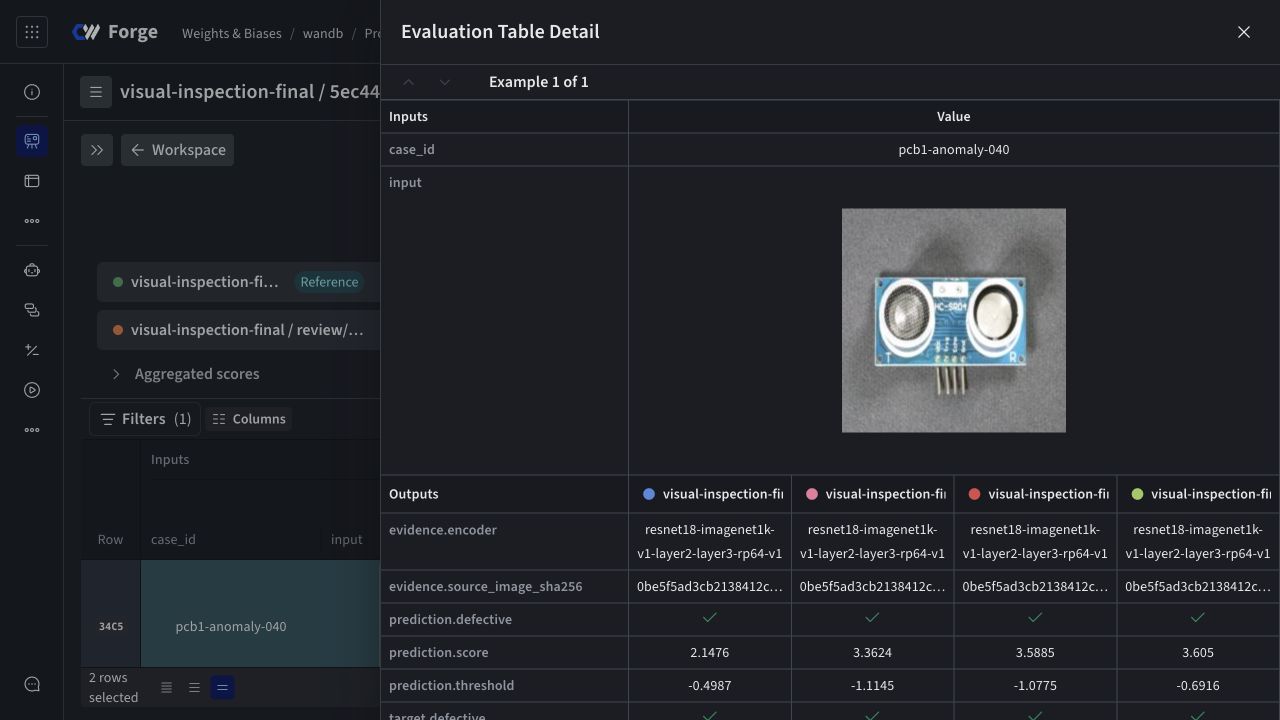 Forge
Weights & Biases / wandb / Pro
visual-inspection-final / 5ec44
Workspace
visual-inspection-fi... Reference
visual-inspection-final / review/...
Aggregated scores
Filters (1) Columns
Inputs
Row case_id input
34C5 pcb1-anomaly-040
2 rows
selected
Evaluation Table Detail
Example 1 of 1
Inputs Value
case_id pcb1-anomaly-040
input
HC-SR04
T R
Outputs visual-inspection-fi visual-inspection-fi visual-inspection-fi visual-inspection-fi
evidence.encoder resnet18-imagenet1k- resnet18-imagenet1k- resnet18-imagenet1k- resnet18-imagenet1k-
v1-layer2-layer3-rp64-v1 v1-layer2-layer3-rp64-v1 v1-layer2-layer3-rp64-v1 v1-layer2-layer3-rp64-v1
evidence.source_image_sha256 0be5f5ad3cb2138412c... 0be5f5ad3cb2138412c... 0be5f5ad3cb2138412c... 0be5f5ad3cb2138412c...
prediction.defective
prediction.score 2.1476 3.3624 3.5885 3.605
prediction.threshold -0.4987 -1.1145 -1.0775 -0.6916
target.defective